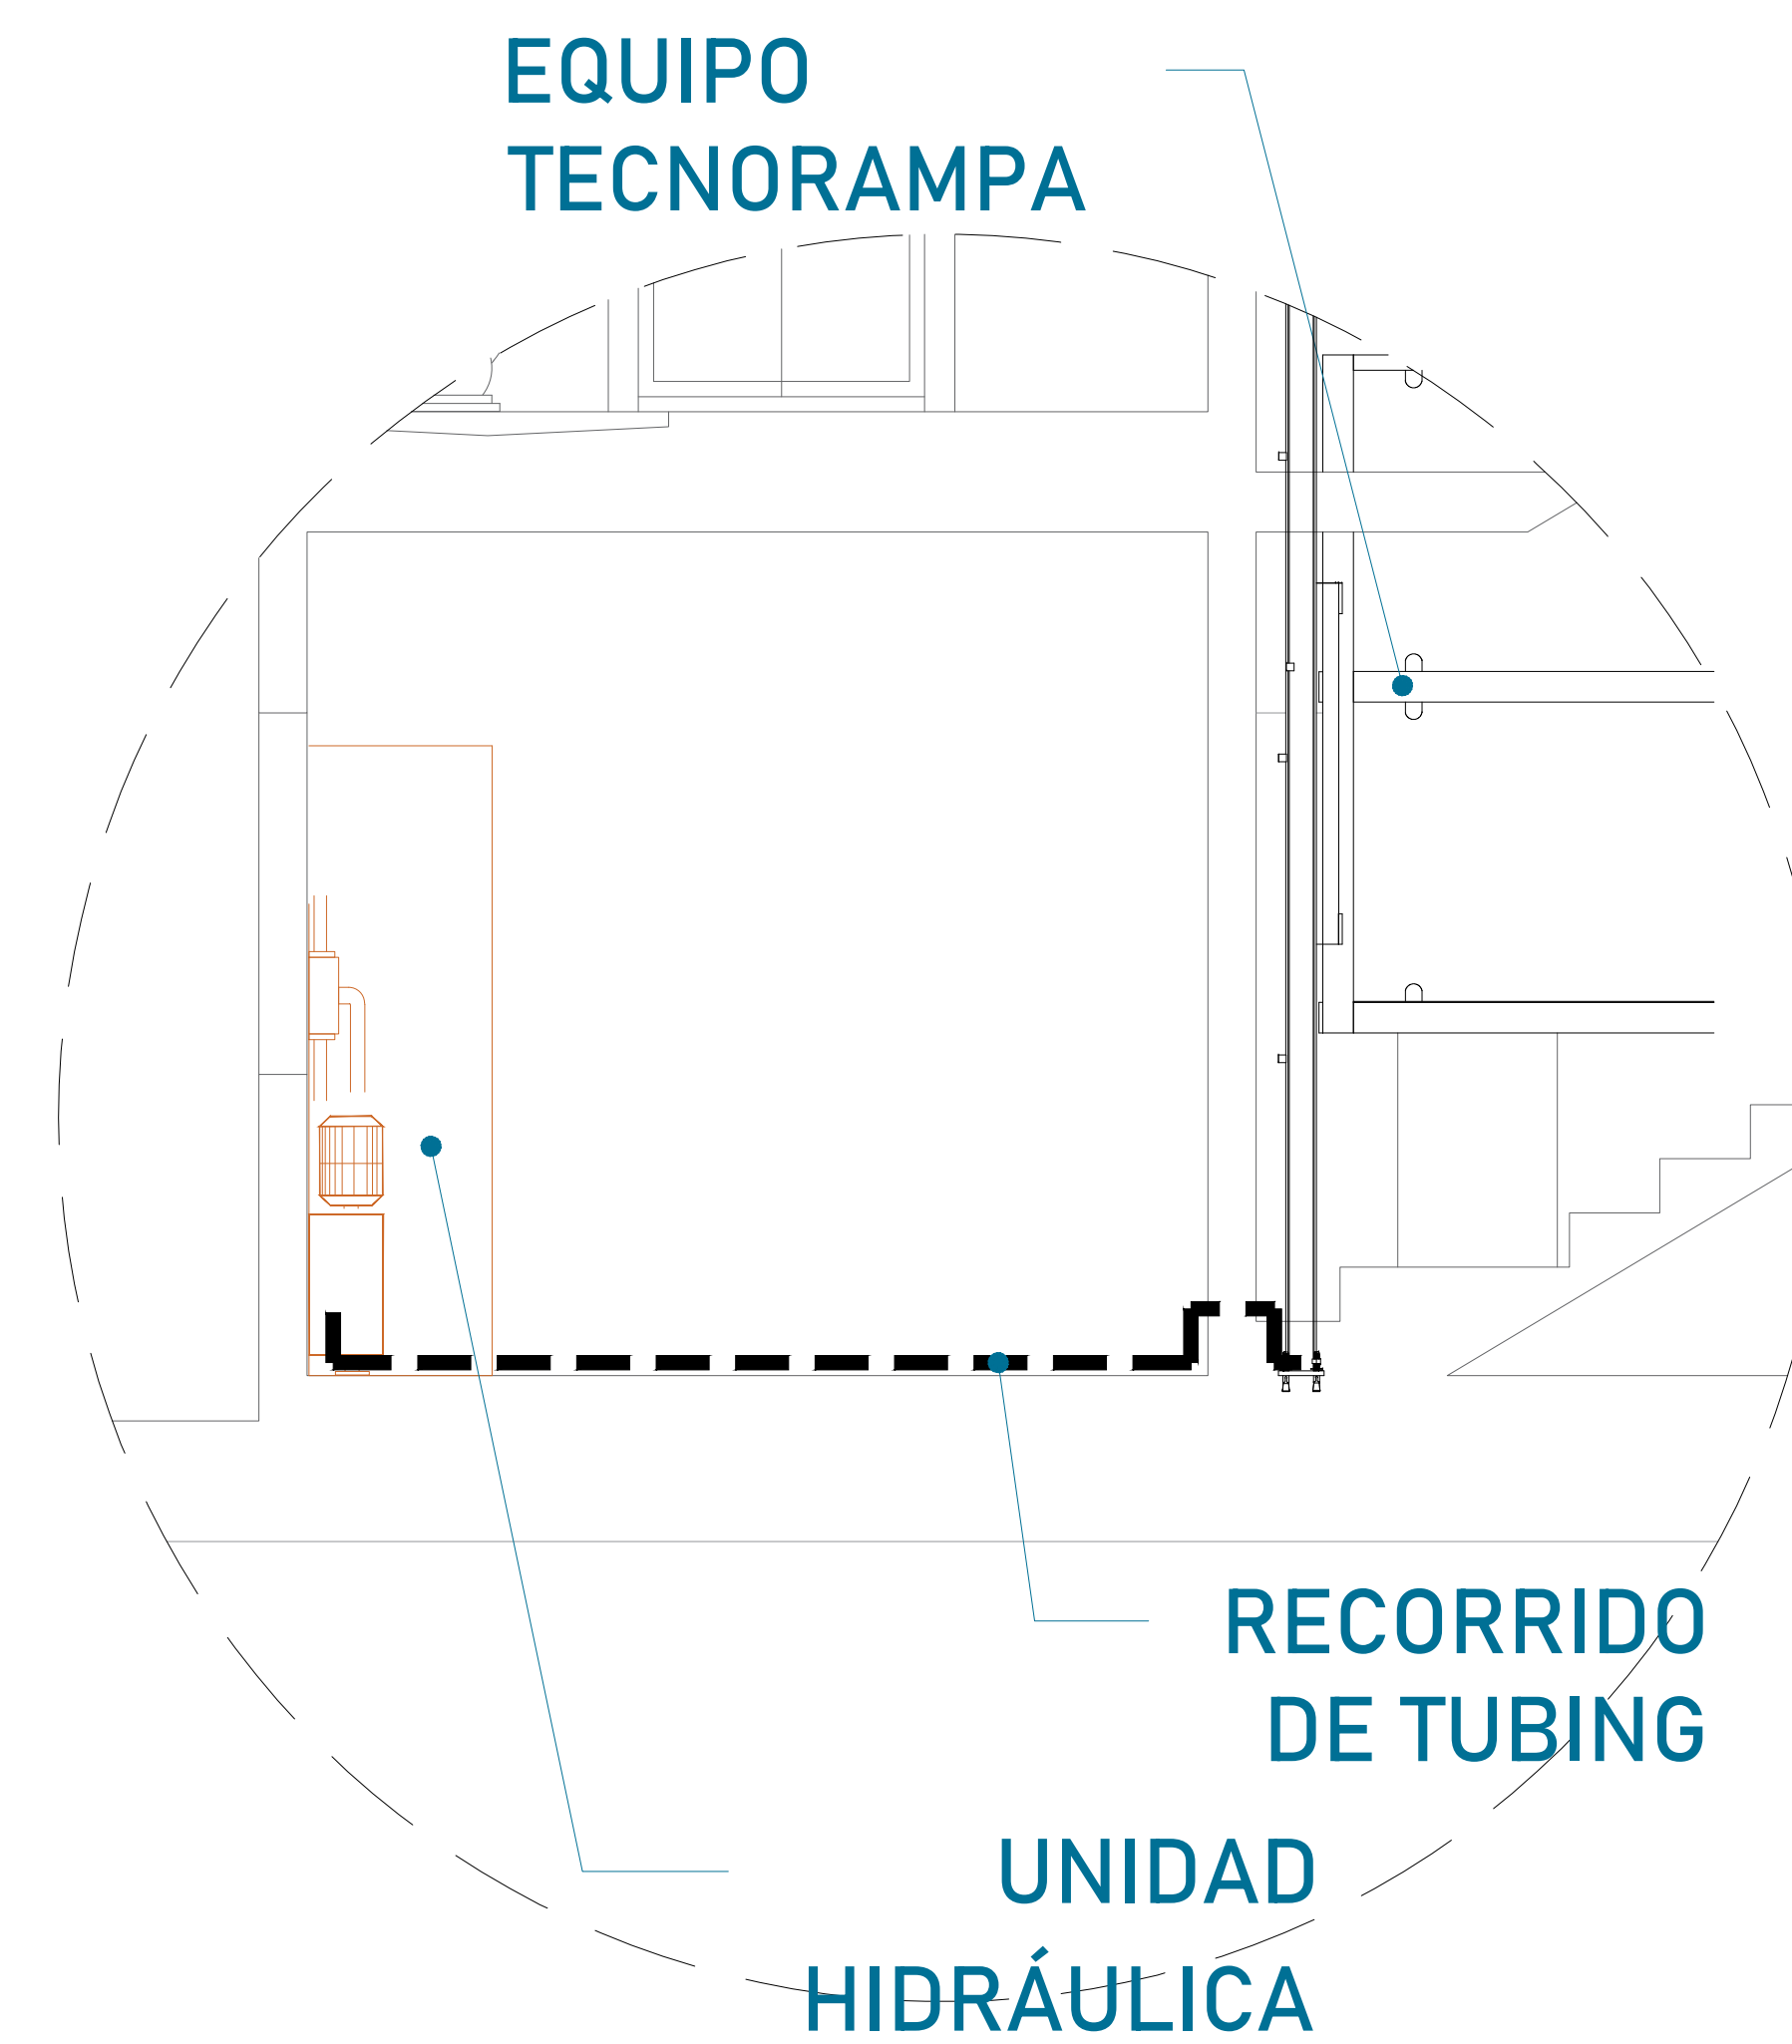 EQUIPO
TECNORAMPA
RECORRIDO
DE TUBING
UNIDAD
HIDRÁULICA